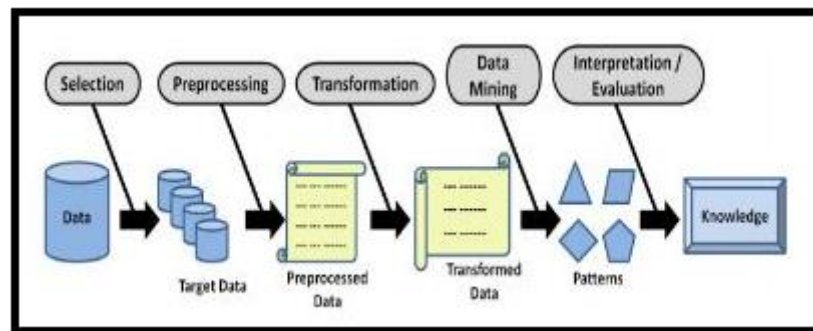 Selection
Preprocessing
Transformation
Data
Mining
Interpretation /
Evaluation
Data
Target Data
Preprocessed
Data
Transformed
Data
Patterns
Knowledge